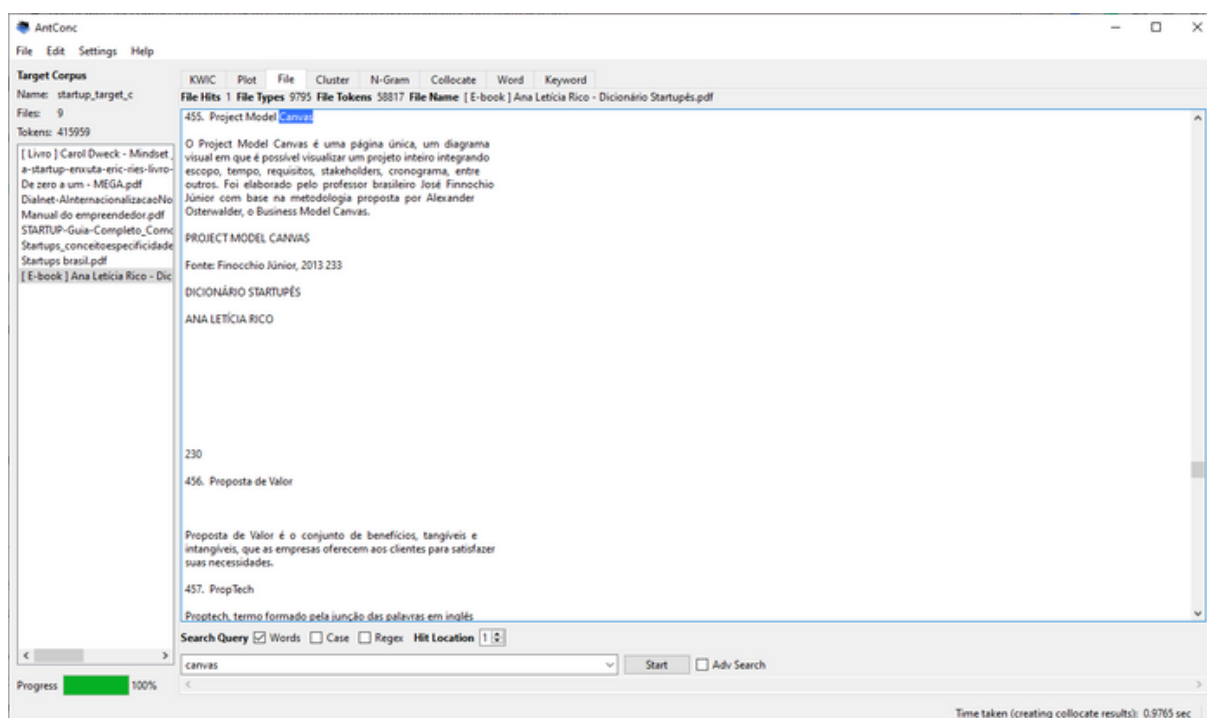 AntConc
File Edit Settings Help
Target Corpus
Name: startup_target_c
Files: 9
Tokens: 415959
[ Livro ] Carol Dweck - Mindset
a-startup-enxuta-eric-ries-livro-
De zero a um - MEGA.pdf
Dialnet-AInternacionalizacaoNo
Manual do empreendedor.pdf
STARTUP-Guia-Completo_Como
Startups_conceitoespecificidade
Startups brasil.pdf
[ E-book ] Ana Letícia Rico - Dic
Progress 100%
KWIC Plot File Cluster N-Gram Collocate Word Keyword
File Hits 1 File Types 9795 File Tokens 58817 File Name [ E-book ] Ana Letícia Rico - Dicionário Startupês.pdf
455. Project Model Canvas
O Project Model Canvas é uma página única, um diagrama
visual em que é possível visualizar um projeto inteiro integrando
escopo, tempo, requisitos, stakeholders, cronograma, entre
outros. Foi elaborado pelo professor brasileiro José Finnochio
Júnior com base na metodologia proposta por Alexander
Osterwalder, o Business Model Canvas.
PROJECT MODEL CANVAS
Fonte: Finocchio Júnior, 2013 233
DICIONÁRIO STARTUPÊS
ANA LETÍCIA RICO
230
456. Proposta de Valor
Proposta de Valor é o conjunto de benefícios, tangíveis e
intangíveis, que as empresas oferecem aos clientes para satisfazer
suas necessidades.
457. PropTech
Proptech, termo formado pela junção das palavras em inglês
Search Query Words Case Regex Hit Location 1
canvas Start Adv Search
Time taken (creating collocate results): 0.9765 sec